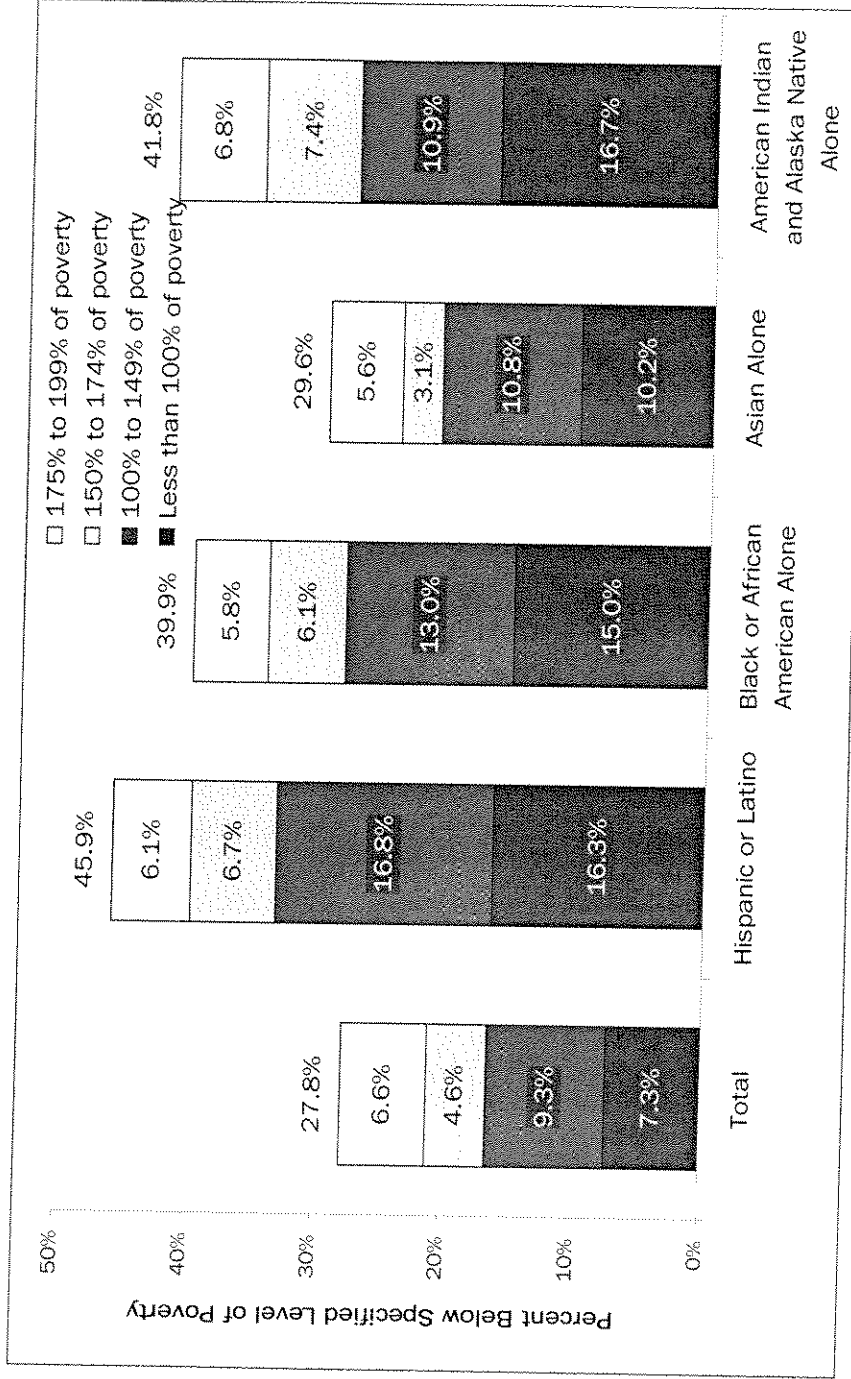 50%
40%
30%
20%
10%
0%
Percent Below Specified Level of Poverty
□ 175% to 199% of poverty
□ 150% to 174% of poverty
■ 100% to 149% of poverty
■ Less than 100% of poverty
27.8%
6.6%
4.6%
9.3%
7.3%
Total
45.9%
6.1%
6.7%
16.8%
16.3%
Hispanic or Latino
39.9%
5.8%
6.1%
13.0%
15.0%
Black or African
American Alone
29.6%
5.6%
3.1%
10.8%
10.2%
Asian Alone
41.8%
6.8%
7.4%
10.9%
16.7%
American Indian
and Alaska Native
Alone